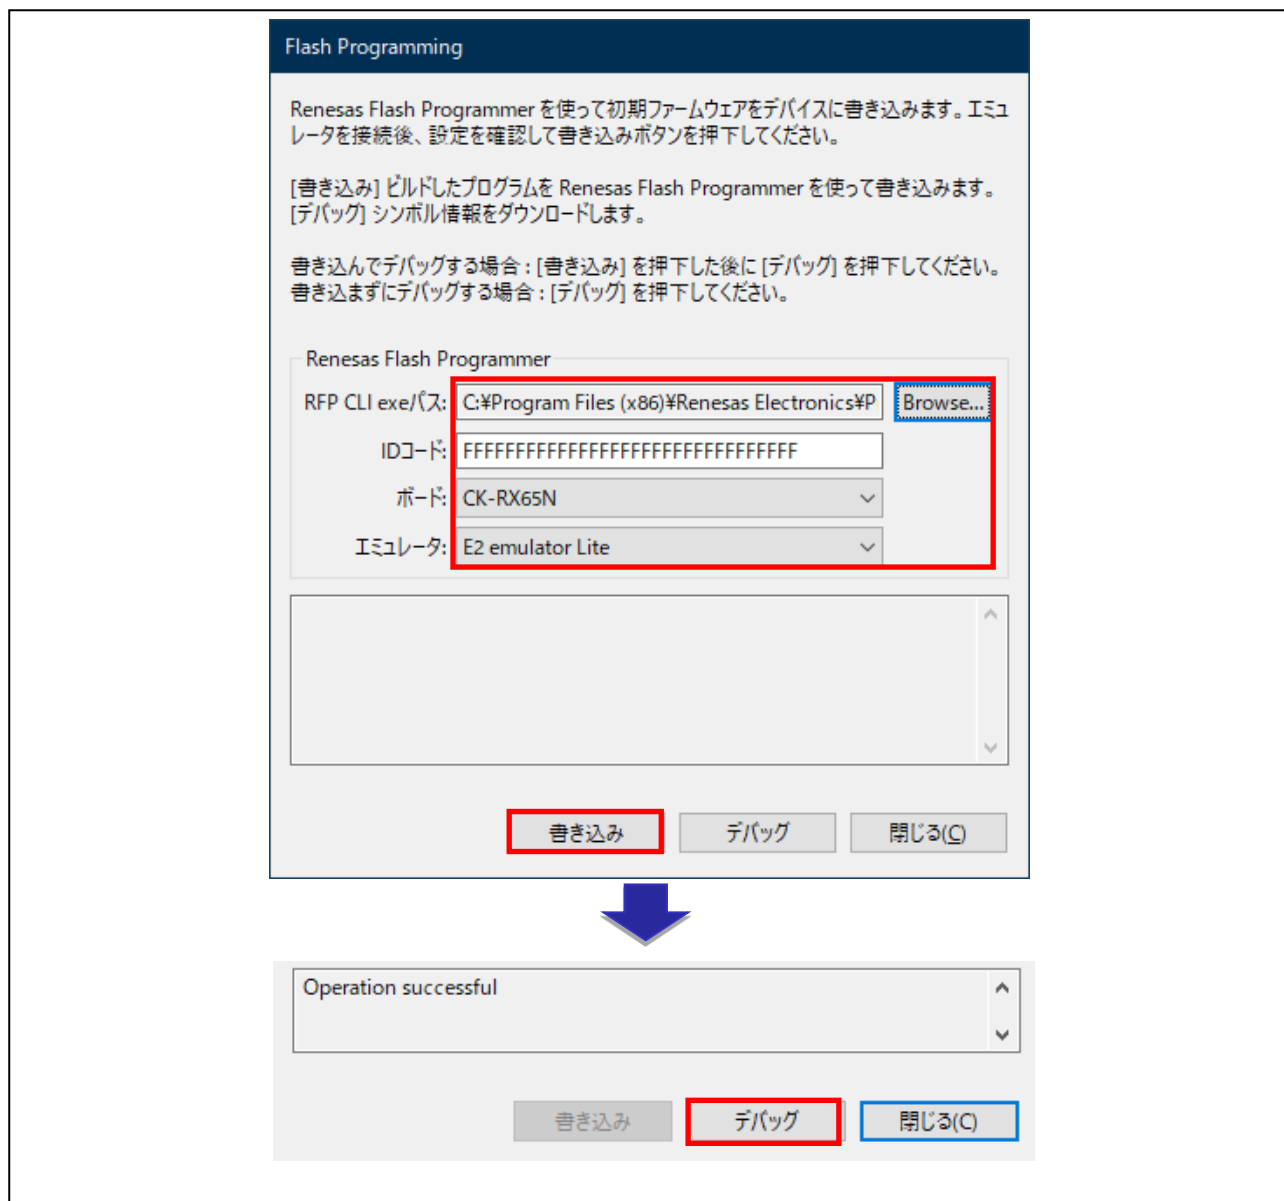 Flash Programming
Renesas Flash Programmer を使って初期ファームウェアをデバイスに書き込みます。エミュ
レータを接続後、設定を確認して書き込みボタンを押下してください。
[書き込み] ビルドしたプログラムを Renesas Flash Programmer を使って書き込みます。
[デバッグ] シンボル情報をダウンロードします。
書き込んでデバッグする場合 : [書き込み] を押下した後に [デバッグ] を押下してください。
書き込まずにデバッグする場合 : [デバッグ] を押下してください。
Renesas Flash Programmer
RFP CLI exeパス: C:¥Program Files (x86)¥Renesas Electronics¥P Browse...
IDコード: FFFFFFFFFFFFFFFFFFFFFFFFFFFFFFFF
ボード: CK-RX65N
エミュレータ: E2 emulator Lite
書き込み デバッグ 閉じる(C)
Operation successful
書き込み デバッグ 閉じる(C)